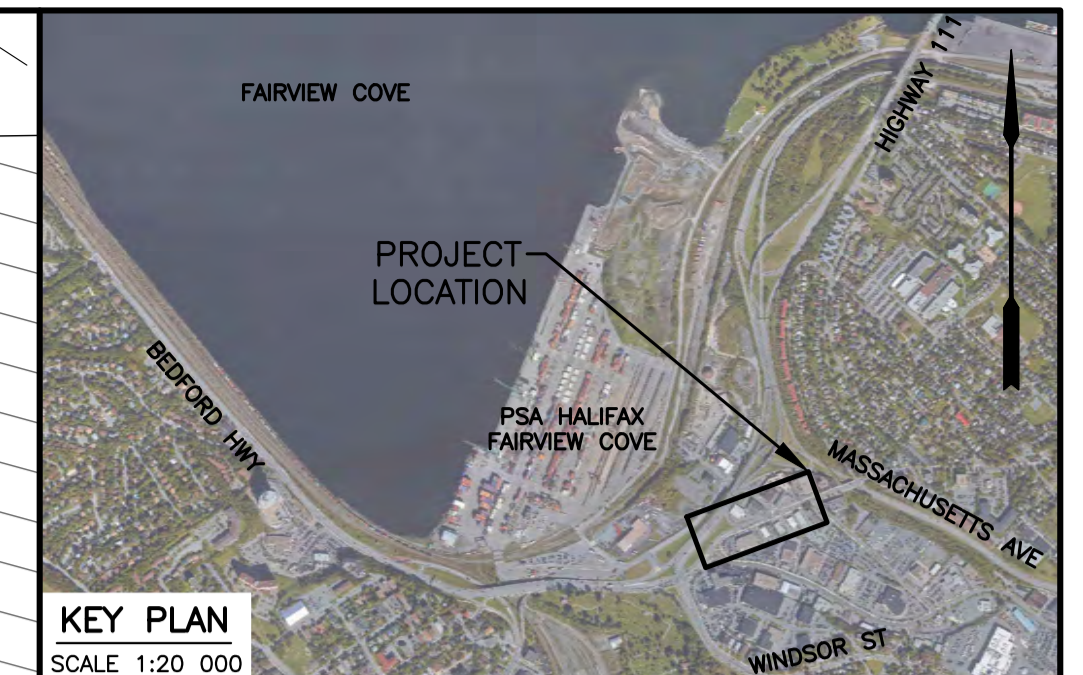 FAIRVIEW COVE
HIGHWAY 111
PROJECT
LOCATION
BEDFORD HWY
PSA HALIFAX
FAIRVIEW COVE
MASSACHUSETTS AVE
KEY PLAN
SCALE 1:20 000
WINDSOR ST